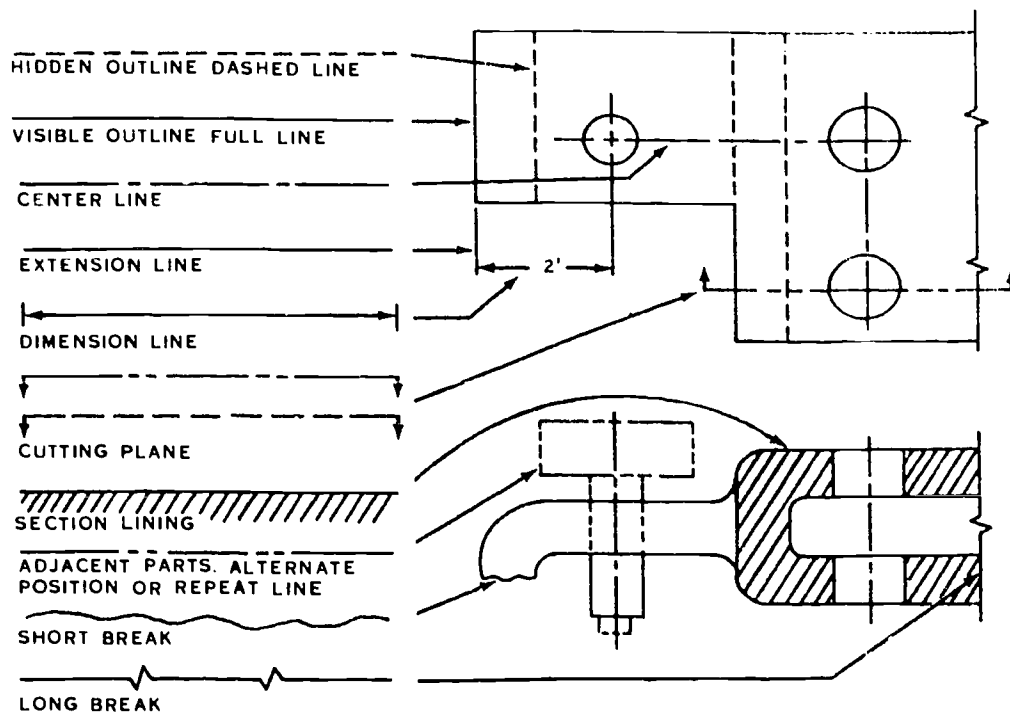 HIDDEN OUTLINE DASHED LINE
VISIBLE OUTLINE FULL LINE
CENTER LINE
EXTENSION LINE
2'
DIMENSION LINE
CUTTING PLANE
SECTION LINING
ADJACENT PARTS. ALTERNATE
POSITION OR REPEAT LINE
SHORT BREAK
LONG BREAK